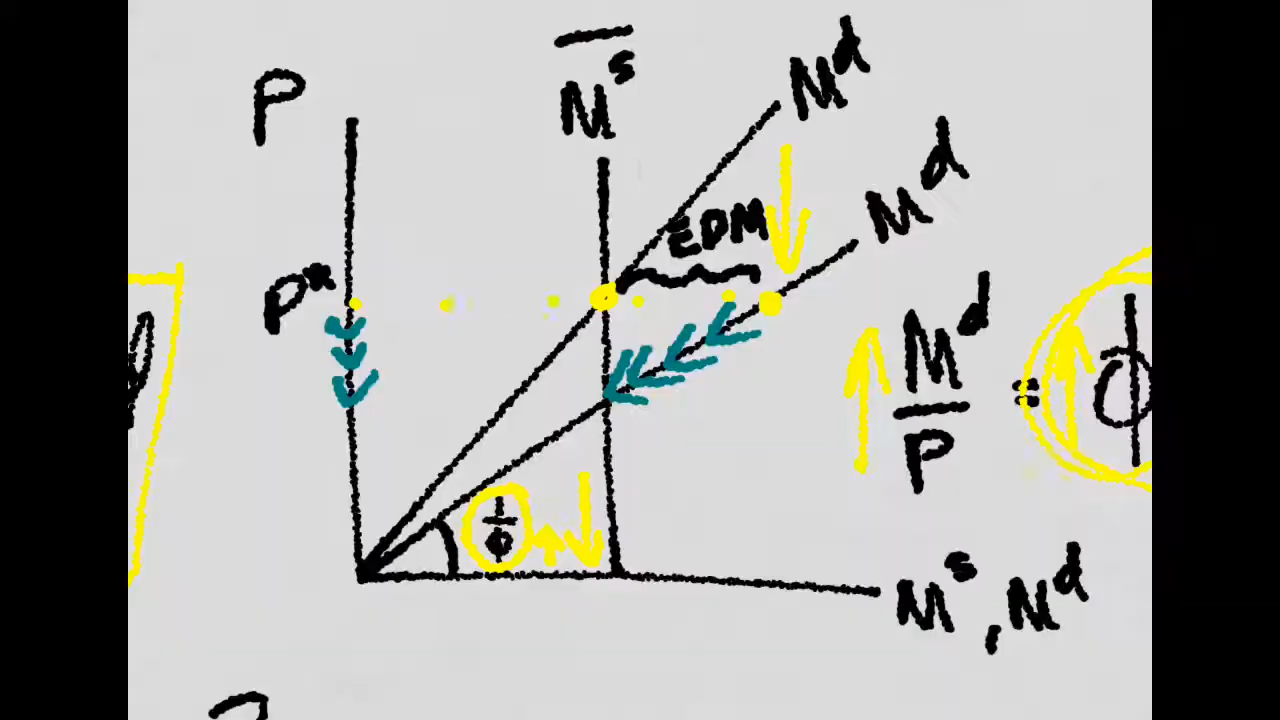 P
M̅ˢ
Mᵈ
Mᵈ
EDM
P*
Mᵈ/P = ϕ
1/ϕ
Mˢ, Mᵈ